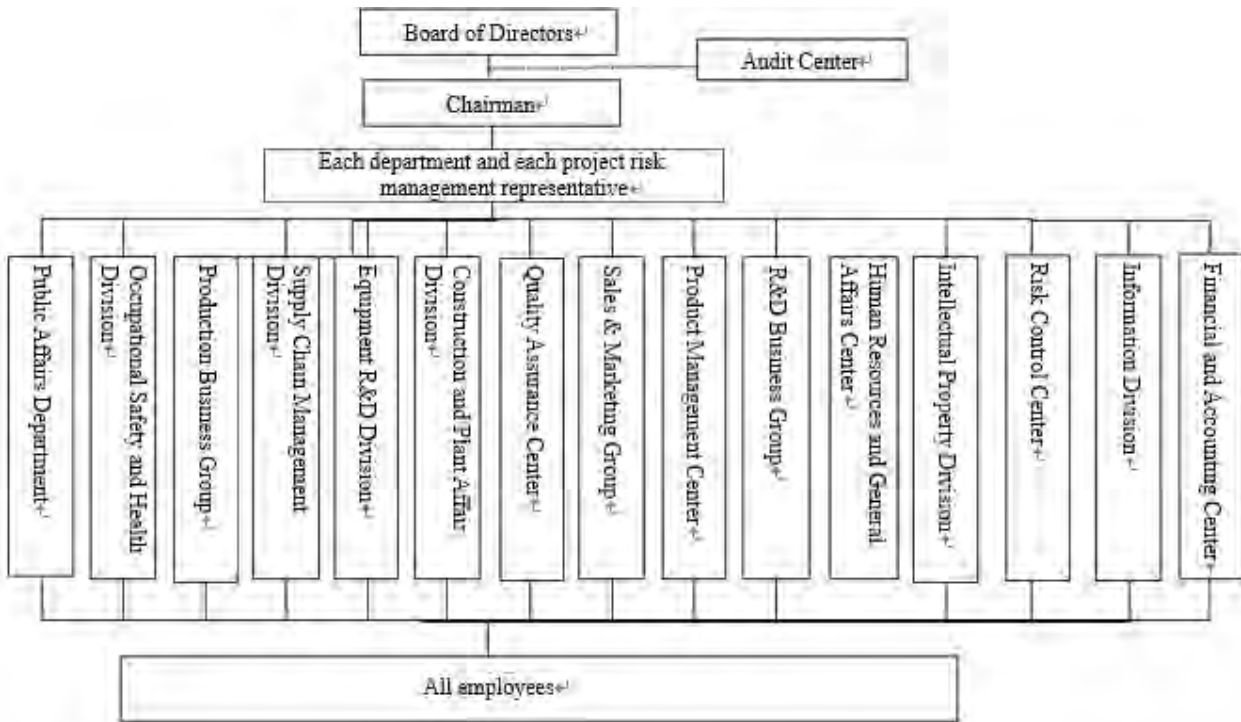 Board of Directors↵
Audit Center↵
Chairman↵
Each department and each project risk
management representative↵
Public Affairs Department↵
Occupational Safety and Health
Division↵
Production Business Group↵
Supply Chain Management
Division↵
Equipment R&D Division↵
Construction and Plant Affair
Division↵
Quality Assurance Center↵
Sales & Marketing Group↵
Product Management Center↵
R&D Business Group↵
Human Resources and General
Affairs Center↵
Intellectual Property Division↵
Risk Control Center↵
Information Division↵
Financial and Accounting Center↵
All employees↵